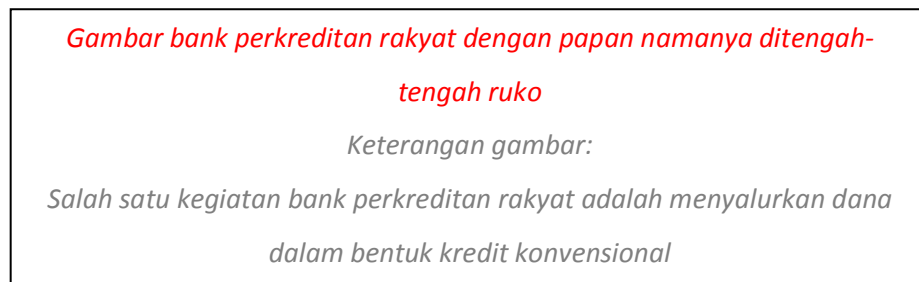 Gambar bank perkreditan rakyat dengan papan namanya ditengah-
tengah ruko
Keterangan gambar:
Salah satu kegiatan bank perkreditan rakyat adalah menyalurkan dana
dalam bentuk kredit konvensional